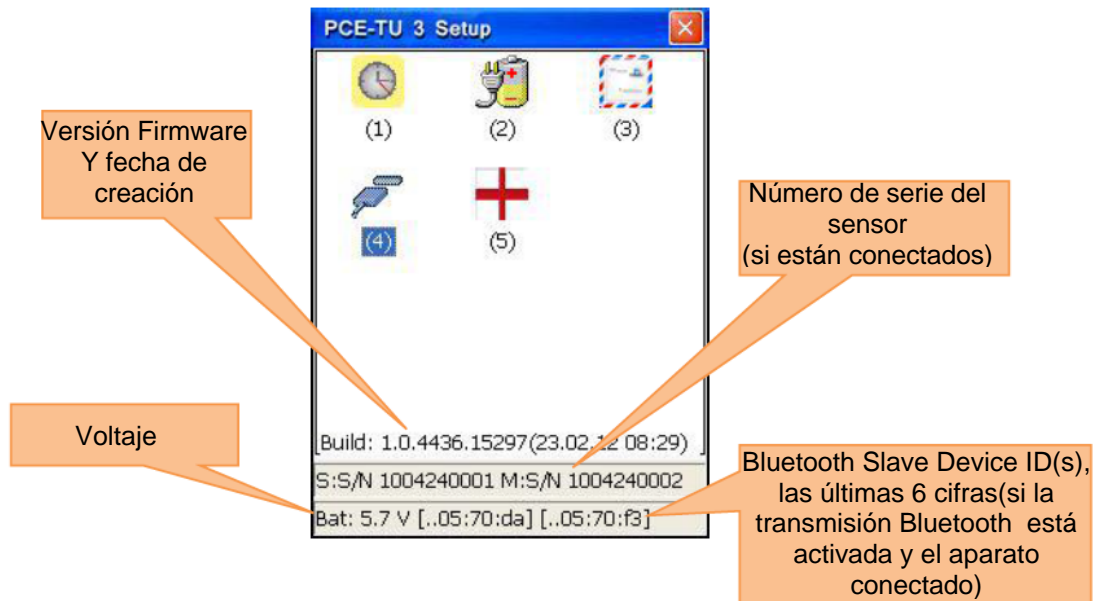 PCE-TU 3 Setup
(1)
(2)
(3)
Versión Firmware
Y fecha de
creación
(4)
(5)
Número de serie del
sensor
(si están conectados)
Voltaje
Build: 1.0.4436.15297(23.02.12 08:29)
S:S/N 1004240001 M:S/N 1004240002
Bat: 5.7 V [..05:70:da] [..05:70:f3]
Bluetooth Slave Device ID(s),
las últimas 6 cifras(si la
transmisión Bluetooth está
activada y el aparato
conectado)